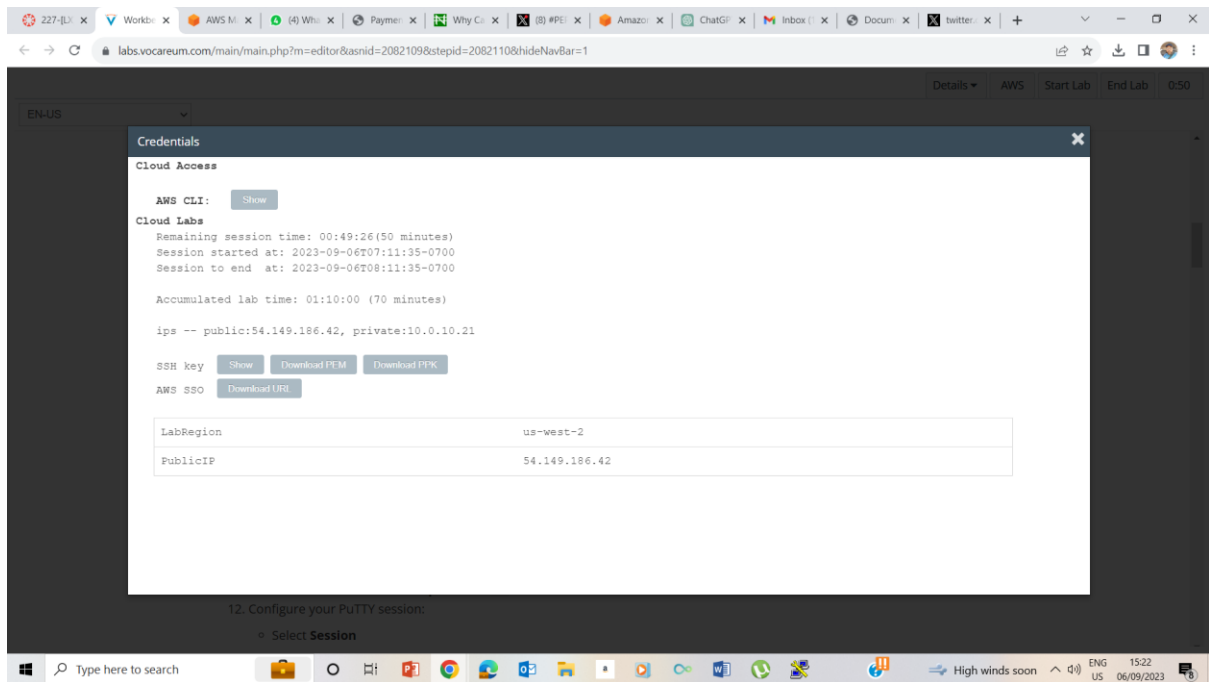 227-[LX
Workbe
AWS M
(4) Wha
Paymen
Why Ca
(8) #PEF
Amazon
ChatGP
Inbox (
Docum
twitter.
labs.vocareum.com/main/main.php?m=editor&asnid=2082109&stepid=2082110&hideNavBar=1
Details AWS Start Lab End Lab 0:50
EN-US
Credentials
Cloud Access
AWS CLI: Show
Cloud Labs
Remaining session time: 00:49:26(50 minutes)
Session started at: 2023-09-06T07:11:35-0700
Session to end at: 2023-09-06T08:11:35-0700
Accumulated lab time: 01:10:00 (70 minutes)
ips -- public:54.149.186.42, private:10.0.10.21
SSH key Show Download PEM Download PPK
AWS SSO Download URL
LabRegion us-west-2
PublicIP 54.149.186.42
12. Configure your PuTTY session:
Select Session
Type here to search
High winds soon
ENG 15:22
US 06/09/2023